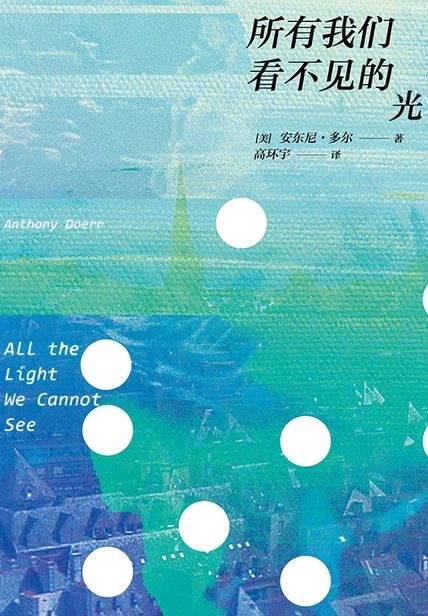 所有我们
看不见的
光
[美] 安东尼·多尔 —— 著
高环宇 —— 译
Anthony Doerr
All the
Light
We Cannot
See